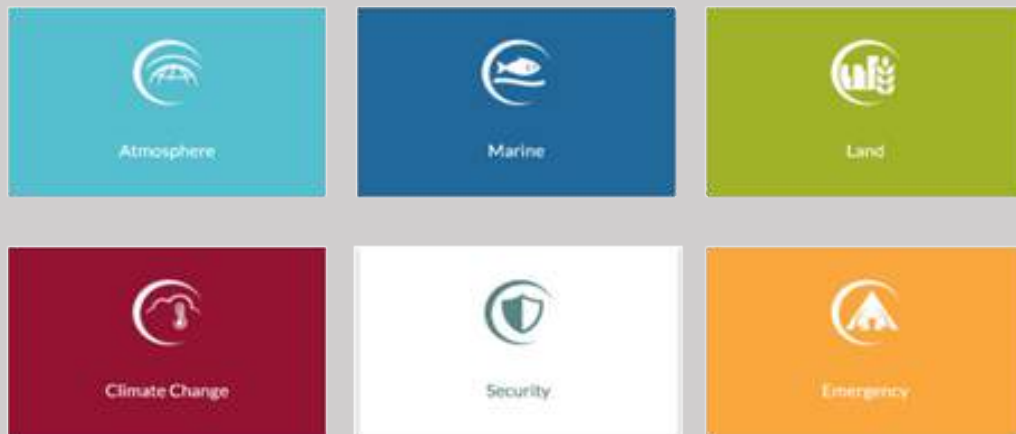 Atmosphere
Marine
Land
Climate Change
Security
Emergency